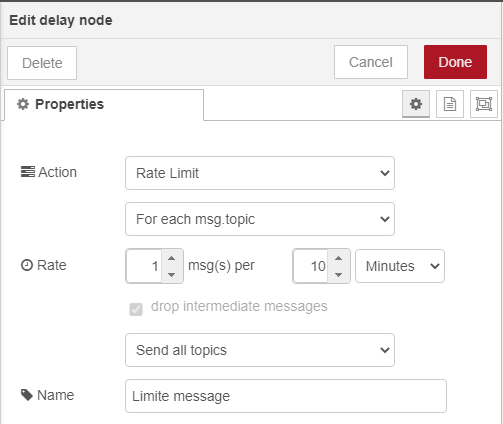 Edit delay node
Delete Cancel Done
Properties
Action Rate Limit
For each msg.topic
Rate 1 msg(s) per 10 Minutes
drop intermediate messages
Send all topics
Name Limite message